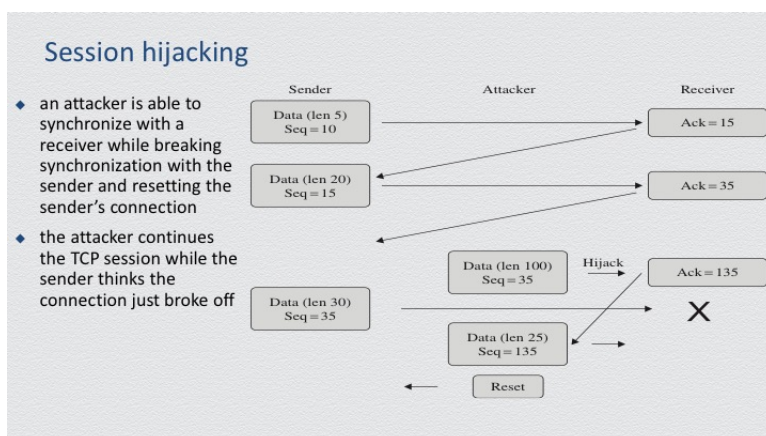 Session hijacking
◆ an attacker is able to
synchronize with a
receiver while breaking
synchronization with the
sender and resetting the
sender's connection
◆ the attacker continues
the TCP session while the
sender thinks the
connection just broke off
Sender
Attacker
Receiver
Data (len 5)
Seq = 10
Ack = 15
Data (len 20)
Seq = 15
Ack = 35
Data (len 100)
Seq = 35
Hijack
Ack = 135
Data (len 30)
Seq = 35
X
Data (len 25)
Seq = 135
Reset